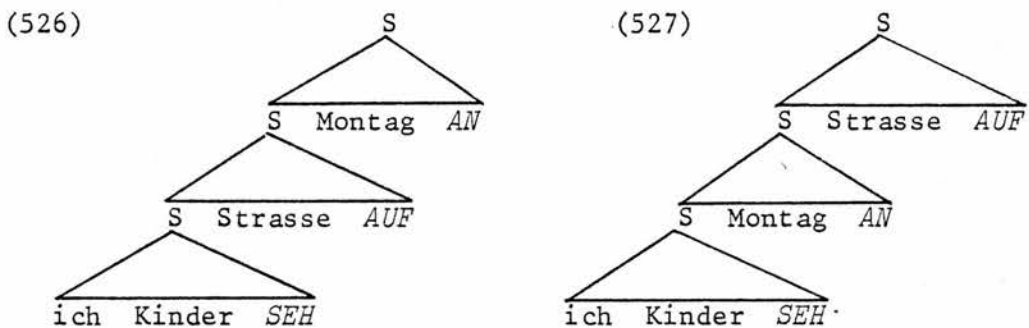 (526) S (527) S
S Montag AN S Strasse AUF
S Strasse AUF S Montag AN
ich Kinder SEH ich Kinder SEH